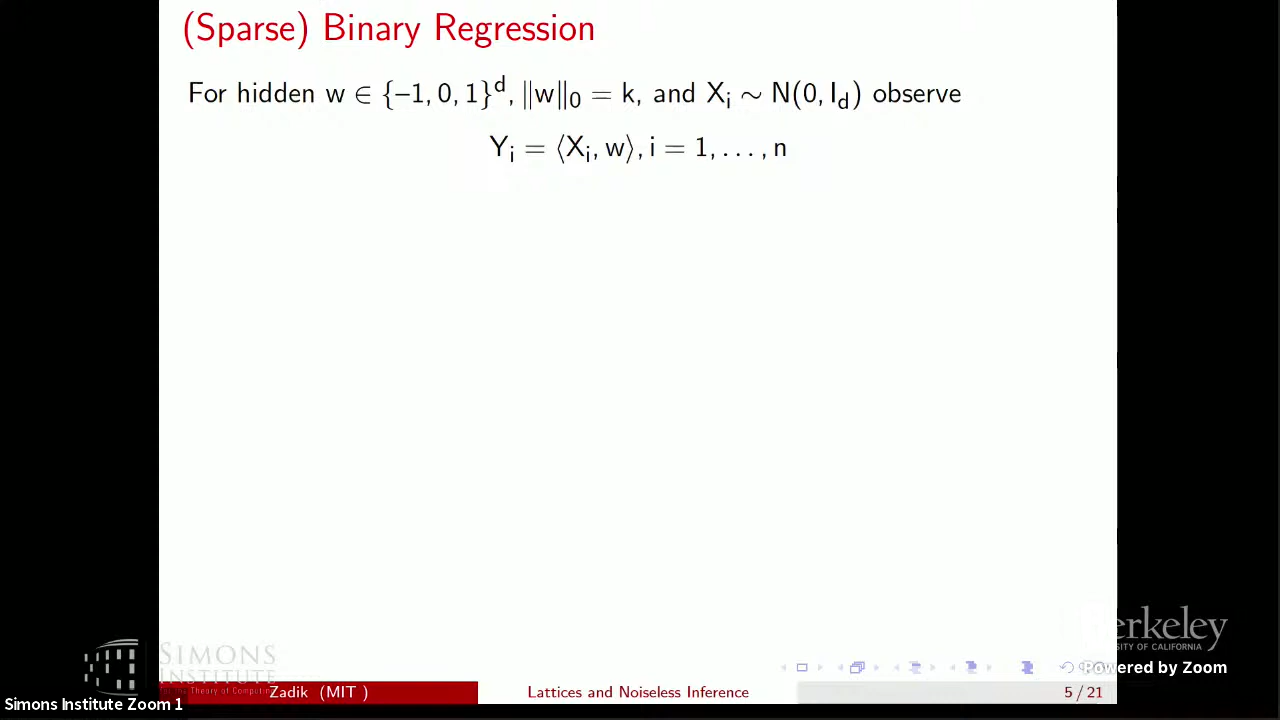 (Sparse) Binary Regression
For hidden w ∈ {–1, 0, 1}^d, ‖w‖_0 = k, and X_i ∼ N(0, I_d) observe
Y_i = ⟨X_i, w⟩, i = 1, . . . , n
SIMONS
INSTITUTE
Berkeley
UNIVERSITY OF CALIFORNIA
Powered by Zoom
Zadik (MIT )
Lattices and Noiseless Inference
5 / 21
Simons Institute Zoom 1